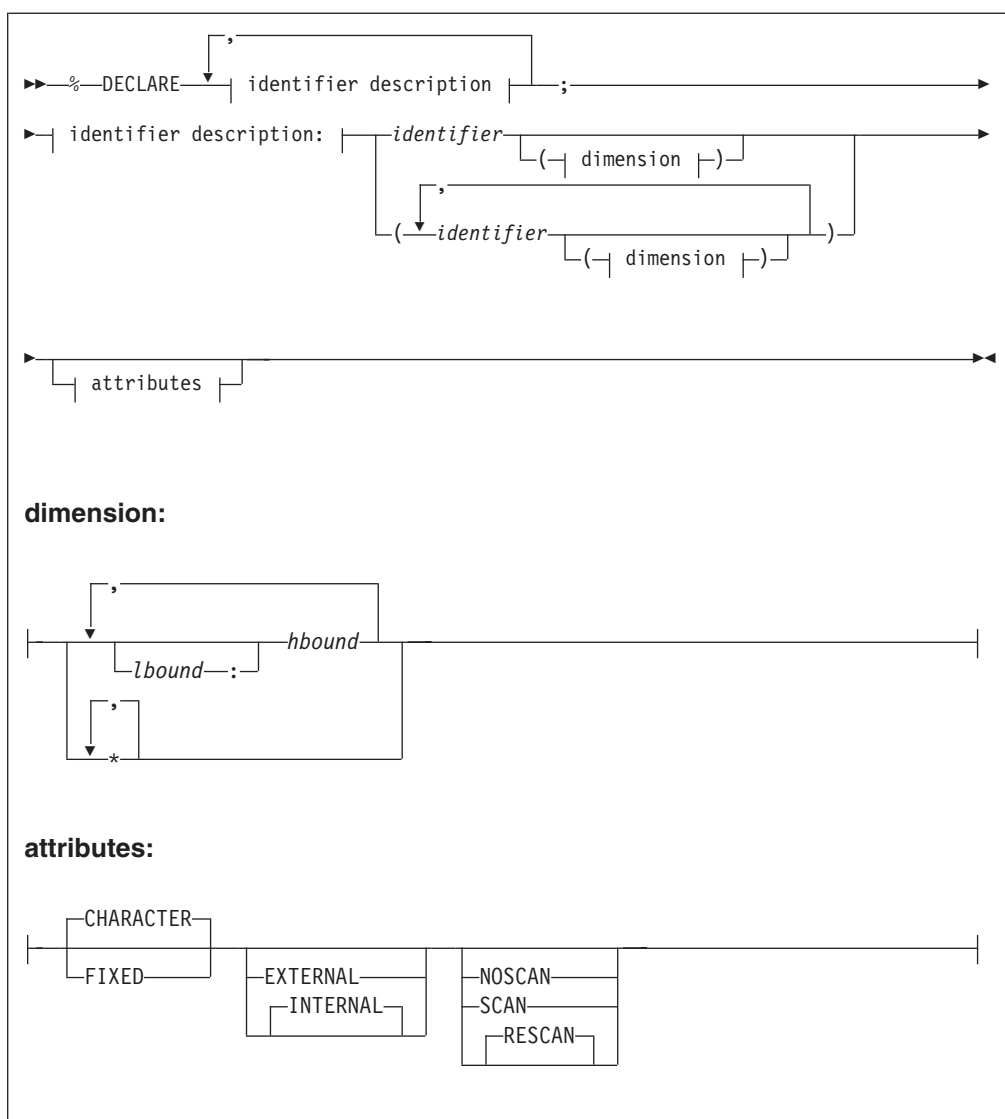 ,
% DECLARE identifier description ;
identifier description: identifier
( dimension )
,
( identifier )
( dimension )
attributes
dimension:
,
hbound
lbound :
,
*
attributes:
CHARACTER
FIXED EXTERNAL NOSCAN
INTERNAL SCAN
RESCAN